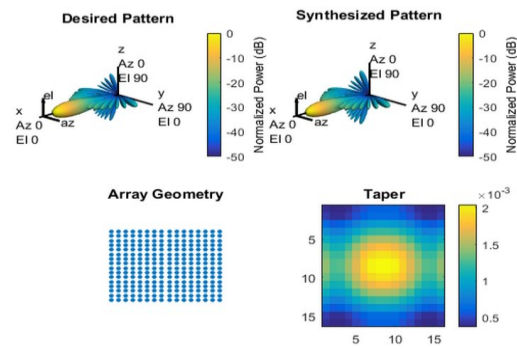 Desired Pattern
z
Az 0
El 90
el
x
az
Az 0
El 0
y
Az 90
El 0
0
-10
-20
-30
-40
-50
Normalized Power (dB)
Synthesized Pattern
z
Az 0
El 90
el
x
az
Az 0
El 0
y
Az 90
El 0
0
-10
-20
-30
-40
-50
Normalized Power (dB)
Array Geometry
Taper
×10-3
5
10
15
5
10
15
2
1.5
1
0.5